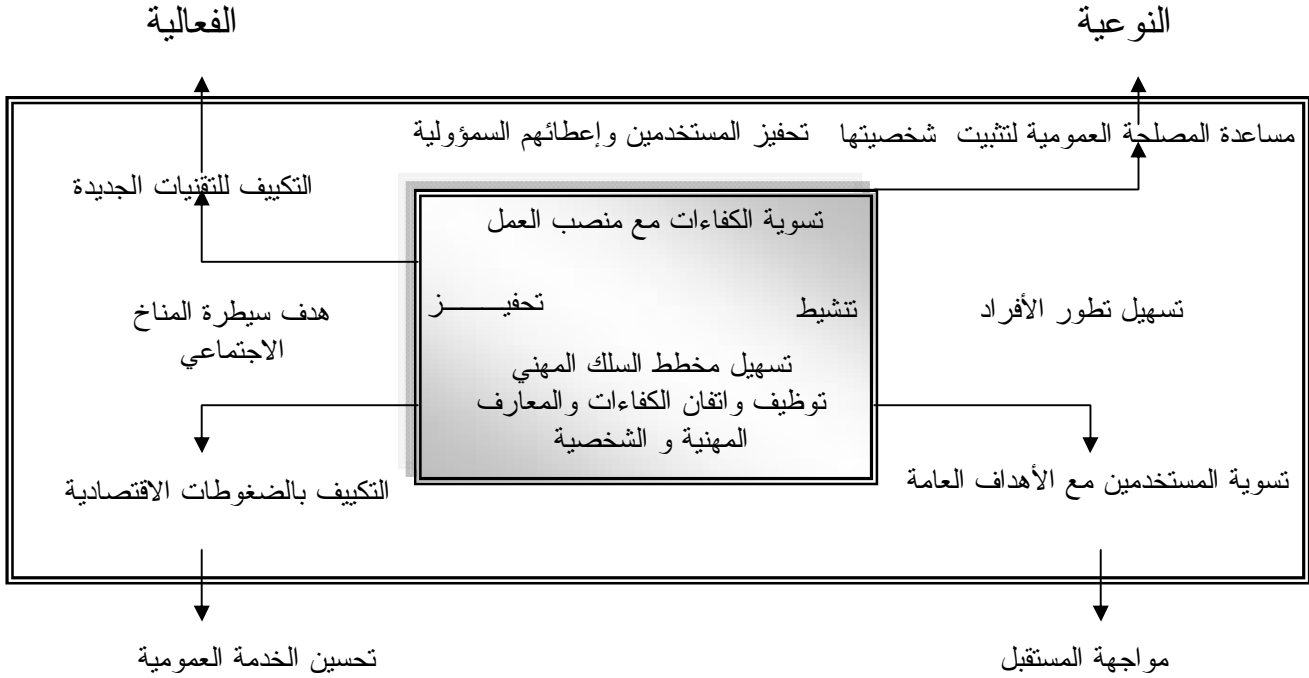 النوعية
الفعالية
مساعدة المصلحة العمومية لتثبيت شخصيتها
تحفيز المستخدمين وإعطائهم السمؤولية
التكييف للتقنيات الجديدة
تسوية الكفاءات مع منصب العمل
تسهيل تطور الأفراد
تنشيط
تحفيـــــــز
هدف سيطرة المناخ
الاجتماعي
تسهيل مخطط السلك المهني
توظيف واتفان الكفاءات والمعارف
المهنية و الشخصية
تسوية المستخدمين مع الأهداف العامة
التكييف بالضغوطات الاقتصادية
مواجهة المستقبل
تحسين الخدمة العمومية